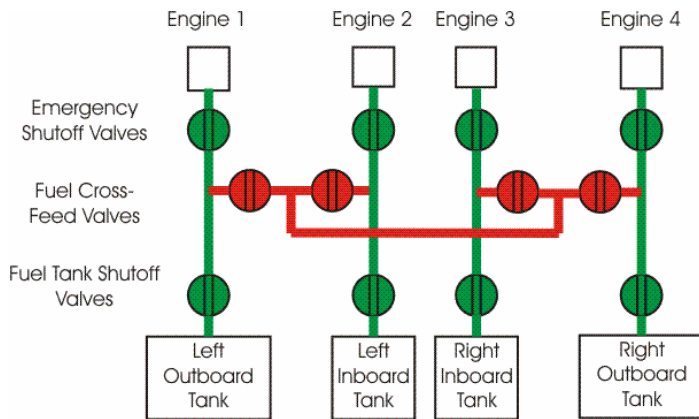 Engine 1
Engine 2
Engine 3
Engine 4
Emergency
Shutoff Valves
Fuel Cross-
Feed Valves
Fuel Tank Shutoff
Valves
Left
Outboard
Tank
Left
Inboard
Tank
Right
Inboard
Tank
Right
Outboard
Tank